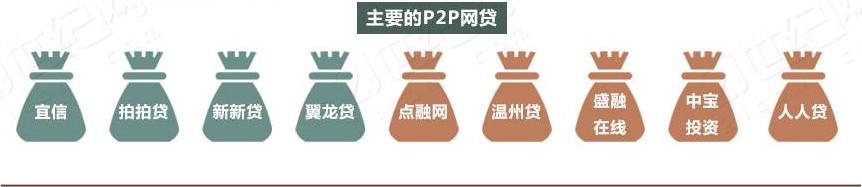 主要的P2P网贷
宜信
拍拍贷
新新贷
翼龙贷
点融网
温州贷
盛融
在线
中宝
投资
人人贷